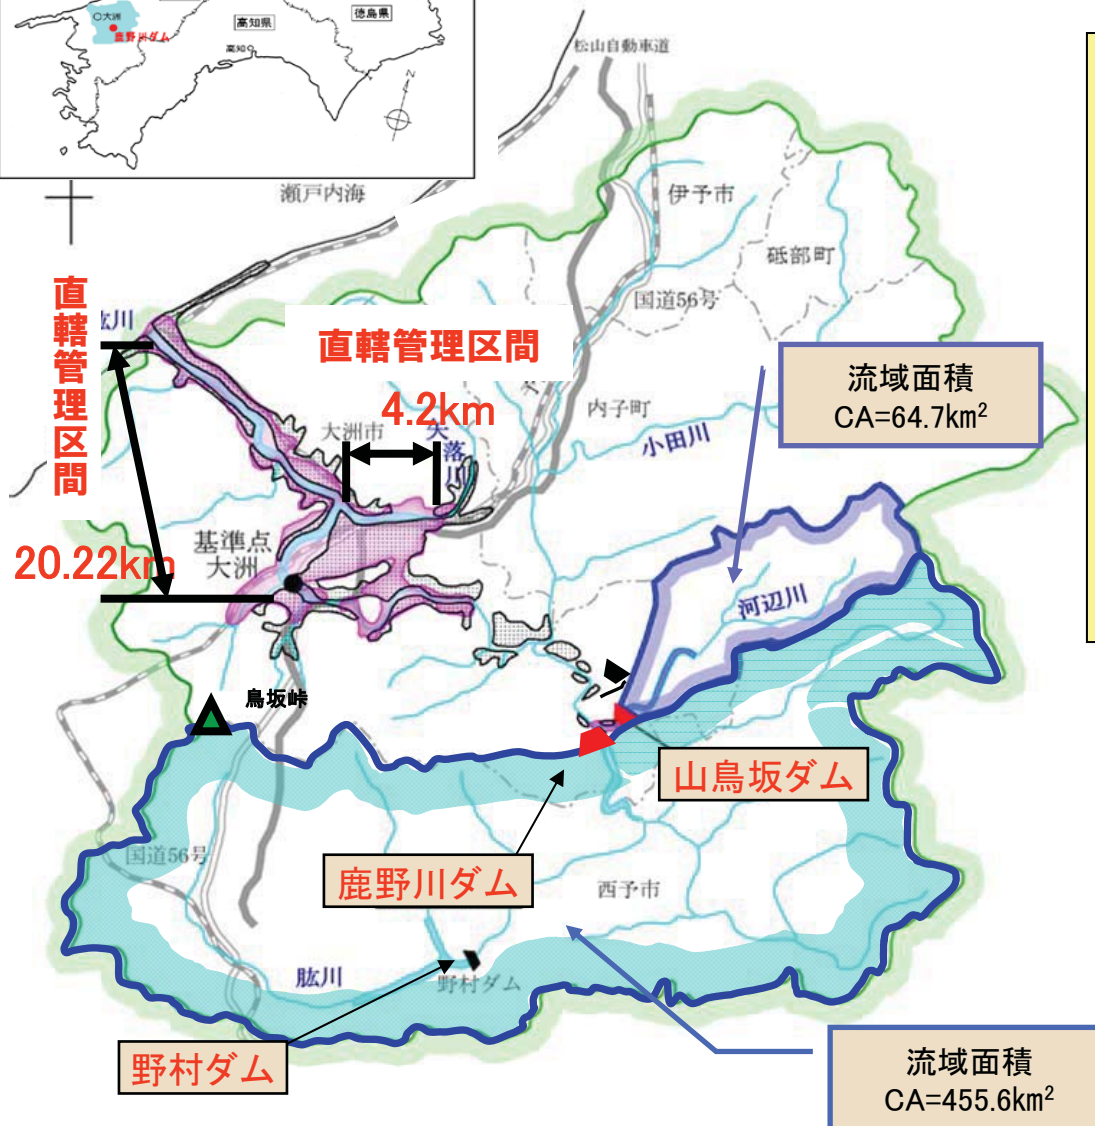 徳島県
○大洲
高知県
鹿野川ダム
高知○
N
松山自動車道
瀬戸内海
伊予市
砥部町
国道56号
直轄管理区間
直轄管理区間
4.2km
流域面積
CA=64.7km²
内子町
大洲市
矢落川
小田川
基準点
大洲
20.22km
河辺川
鳥坂峠
山鳥坂ダム
国道56号
鹿野川ダム
西予市
肱川
野村ダム
野村ダム
流域面積
CA=455.6km²